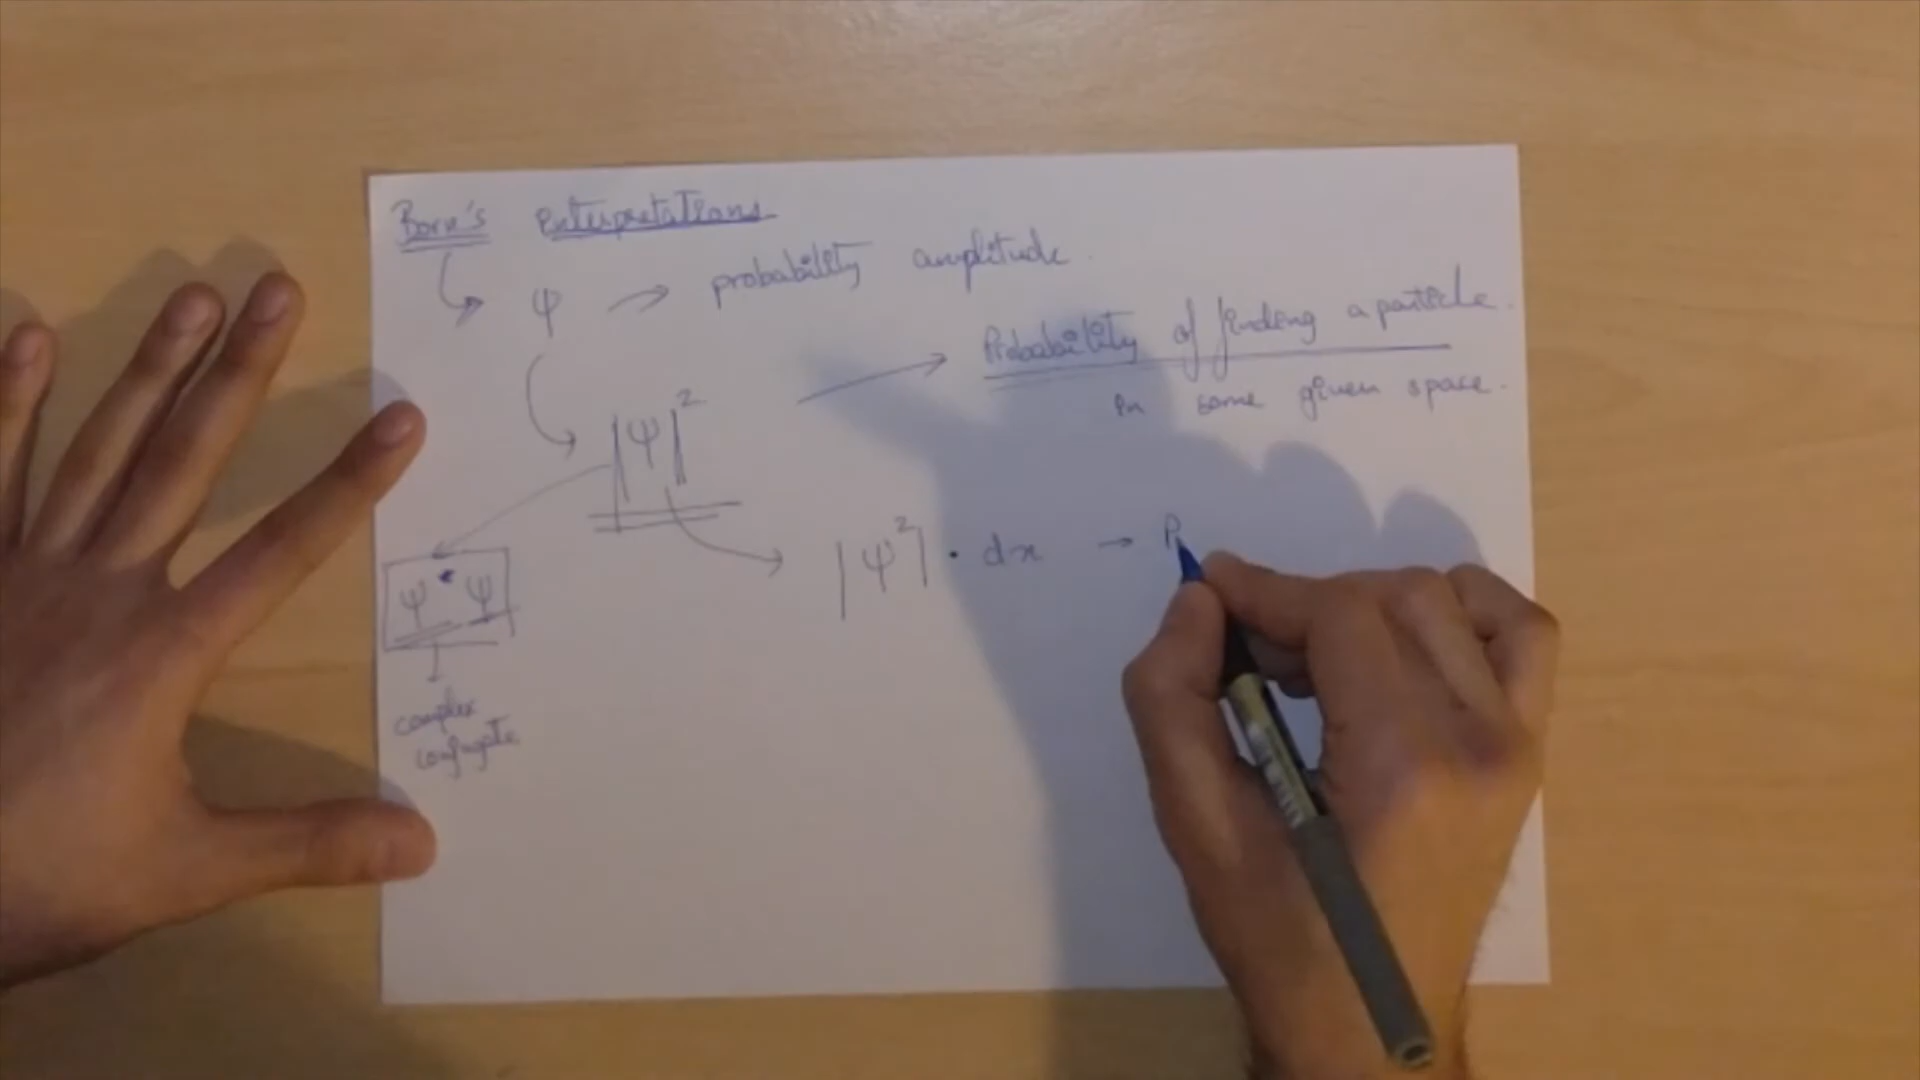 Born's interpretations
ψ → probability amplitude.
Probability of finding a particle.
in some given space.
|ψ|²
|ψ²| · dx → P
ψ* ψ
complex
conjugate